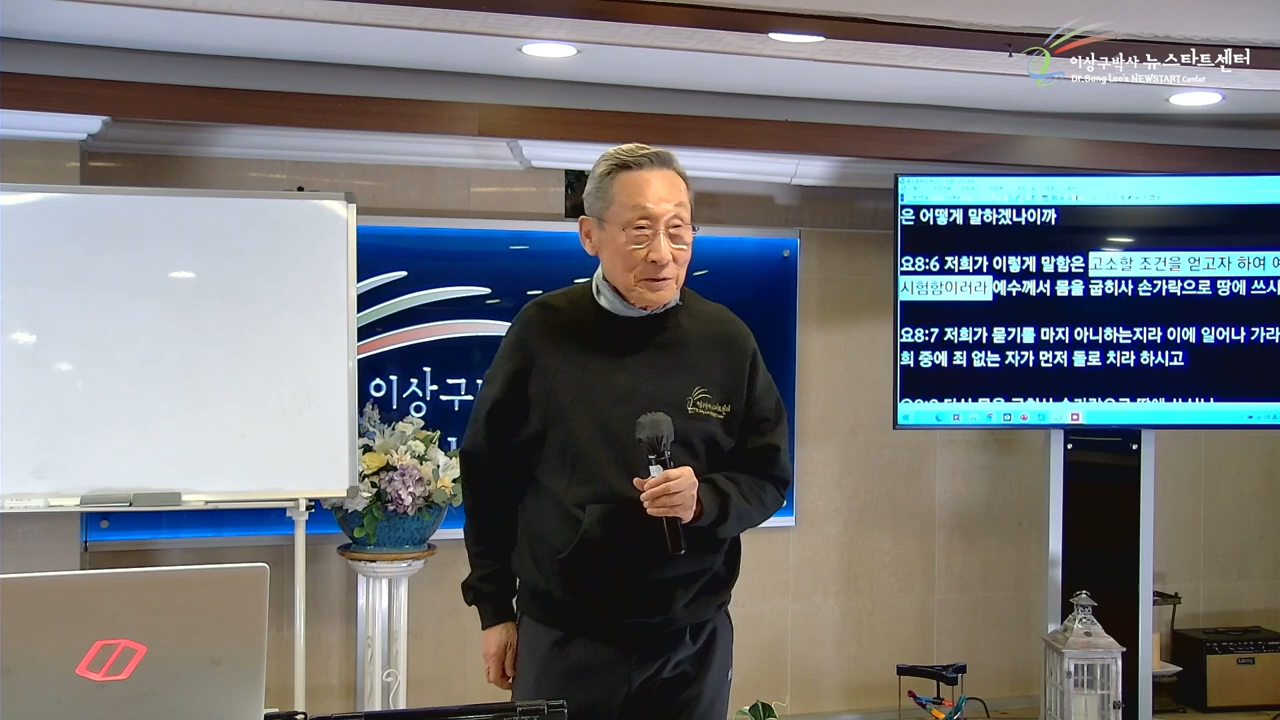 이상구박사 뉴스타트센터
Dr. Sang Lee's NEWSTART Center
은 어떻게 말하겠나이까
요8:6 저희가 이렇게 말함은 고소할 조건을 얻고자 하여
시험함이러라 예수께서 몸을 굽히사 손가락으로 땅에 쓰시
요8:7 저희가 묻기를 마지 아니하는지라 이에 일어나 가라
희 중에 죄 없는 자가 먼저 돌로 치라 하시고
이상구
Laney